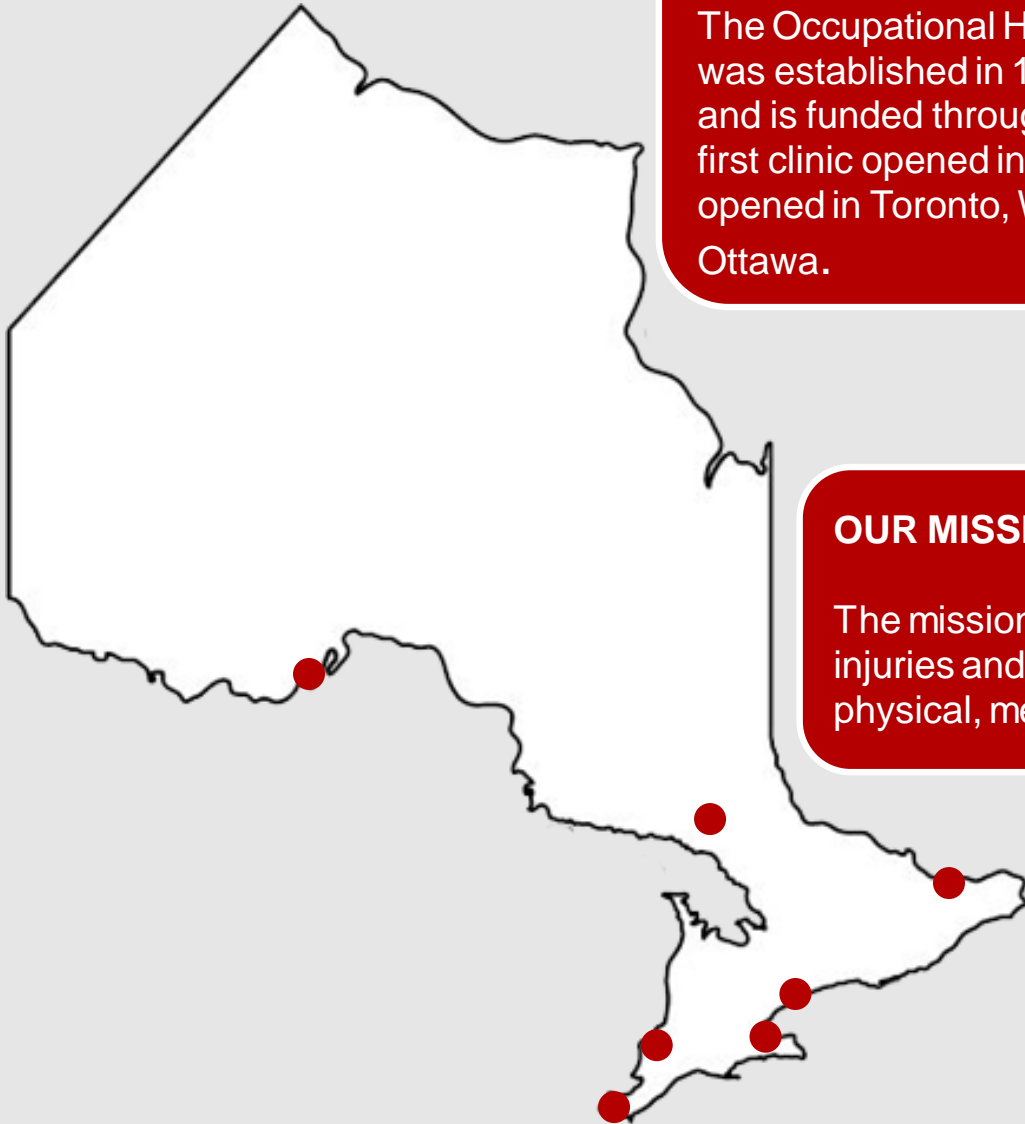 The Occupational H
was established in 1
and is funded throug
first clinic opened in
opened in Toronto, W
Ottawa.
OUR MISSI
The mission
injuries and
physical, me